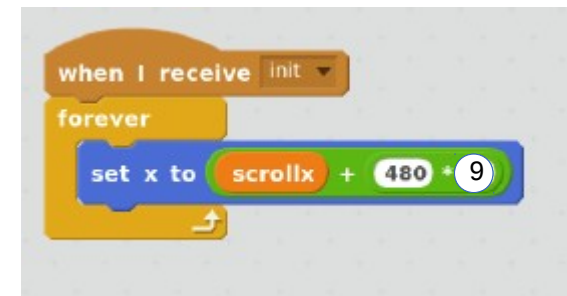 when I receive init
forever
set x to scrollx + 480 * 9